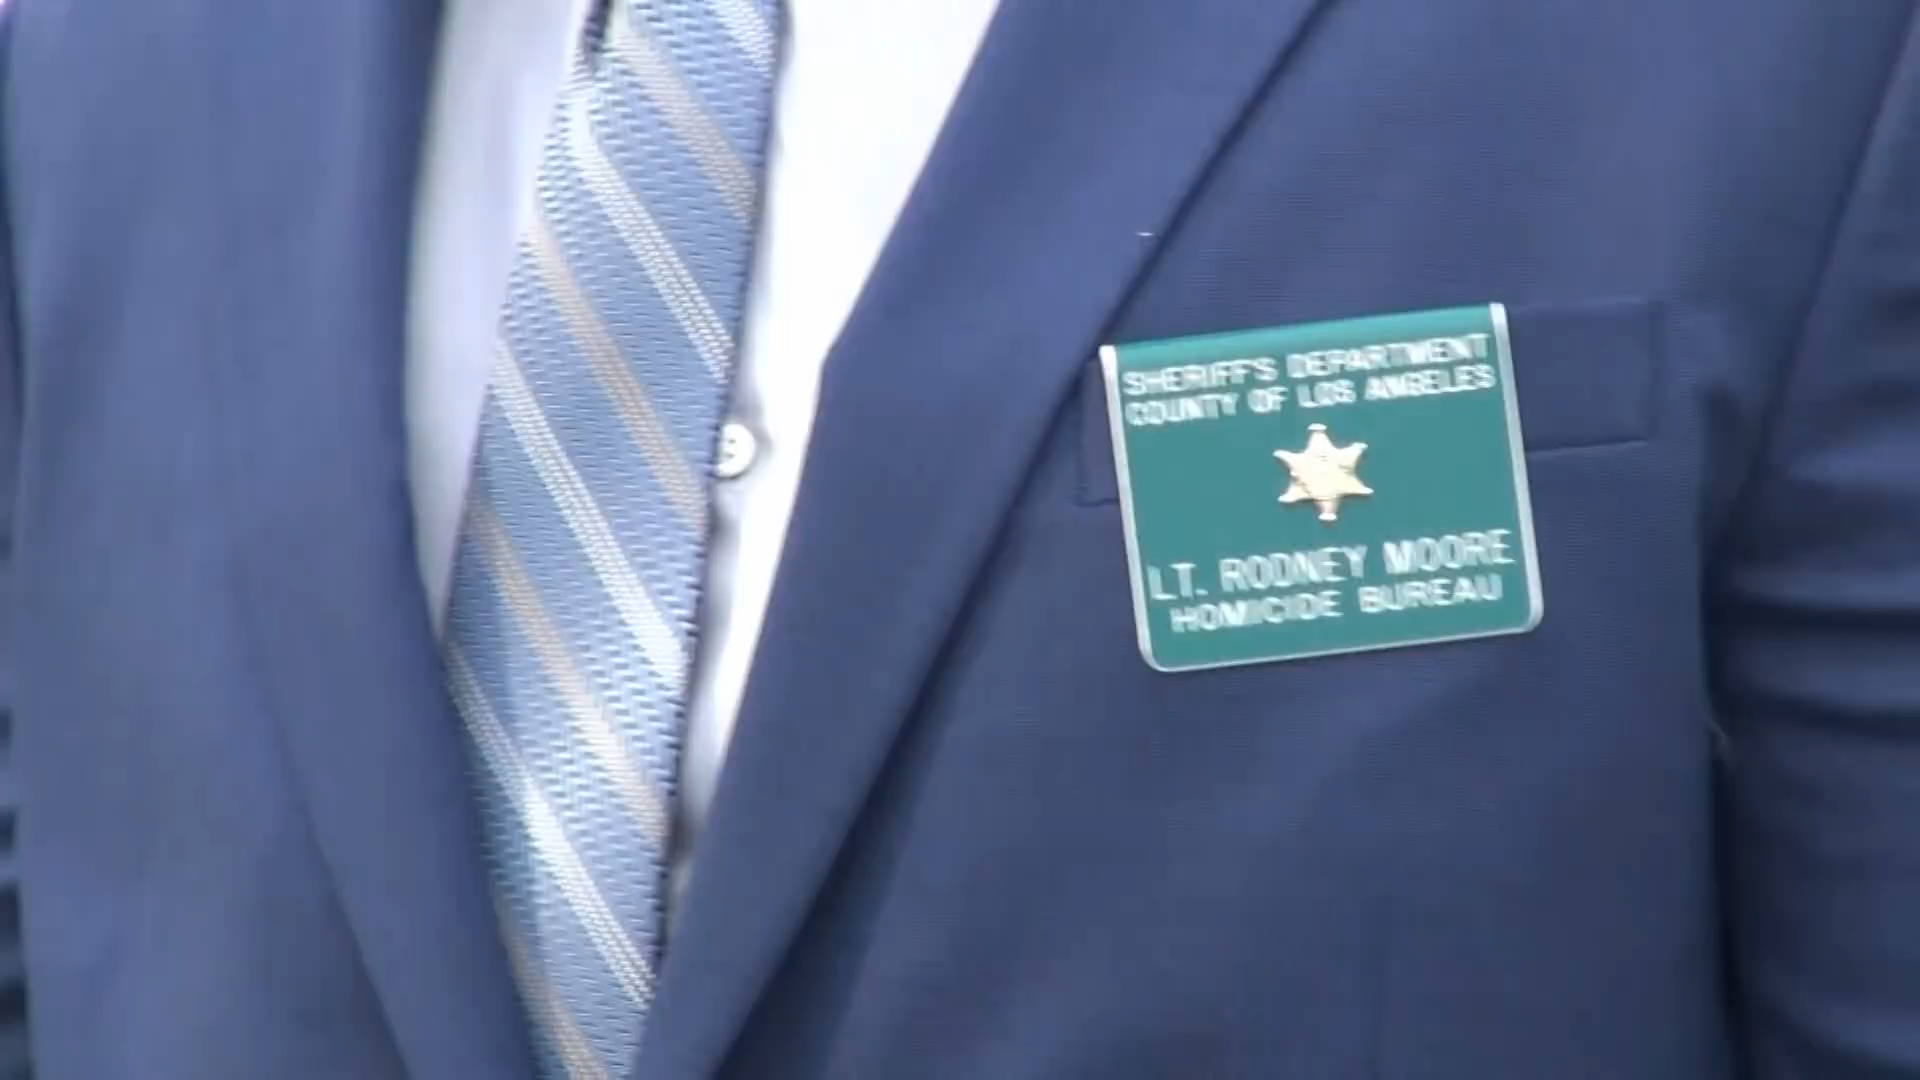 SHERIFF'S DEPARTMENT
COUNTY OF LOS ANGELES
LT. RODNEY MOORE
HOMICIDE BUREAU